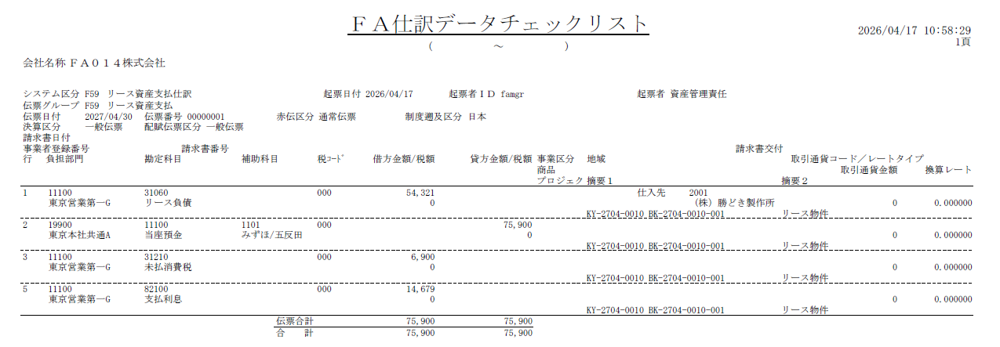 ＦＡ仕訳データチェックリスト
2026/04/17 10:58:29
(　　　～　　　)
1頁
会社名称 ＦＡ０１４株式会社
システム区分 F59 リース資産支払仕訳 起票日付 2026/04/17 起票者ＩＤ famgr 起票者 資産管理責任
伝票グループ F59 リース資産支払
伝票日付 2027/04/30 伝票番号 00000001 赤伝区分 通常伝票 制度遡及区分 日本
決算区分 一般伝票 配賦伝票区分 一般伝票
請求書日付
事業者登録番号 請求書番号 請求書交付
行 負担部門 勘定科目 補助科目 税ｺｰﾄﾞ 借方金額/税額 貸方金額/税額 事業区分 地域 取引通貨コード／レートタイプ
商品 取引通貨金額 換算レート
プロジェク 摘要１ 摘要２
1 11100 31060 000 54,321 仕入先 2001
東京営業第一G リース負債 0 （株）勝どき製作所 0 0.000000
KY-2704-0010 BK-2704-0010-001 リース物件
2 19900 11100 1101 000 75,900
東京本社共通A 当座預金 みずほ/五反田 0 0 0.000000
KY-2704-0010 BK-2704-0010-001 リース物件
3 11100 31210 000 6,900
東京営業第一G 未払消費税 0 0 0.000000
KY-2704-0010 BK-2704-0010-001 リース物件
5 11100 82100 000 14,679
東京営業第一G 支払利息 0 0 0.000000
KY-2704-0010 BK-2704-0010-001 リース物件
伝票合計 75,900 75,900
合　計 75,900 75,900